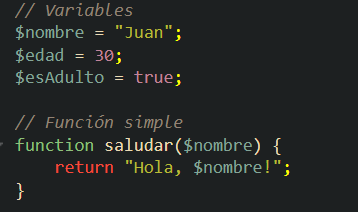 // Variables
$nombre = "Juan";
$edad = 30;
$esAdulto = true;

// Función simple
function saludar($nombre) {
    return "Hola, $nombre!";
}